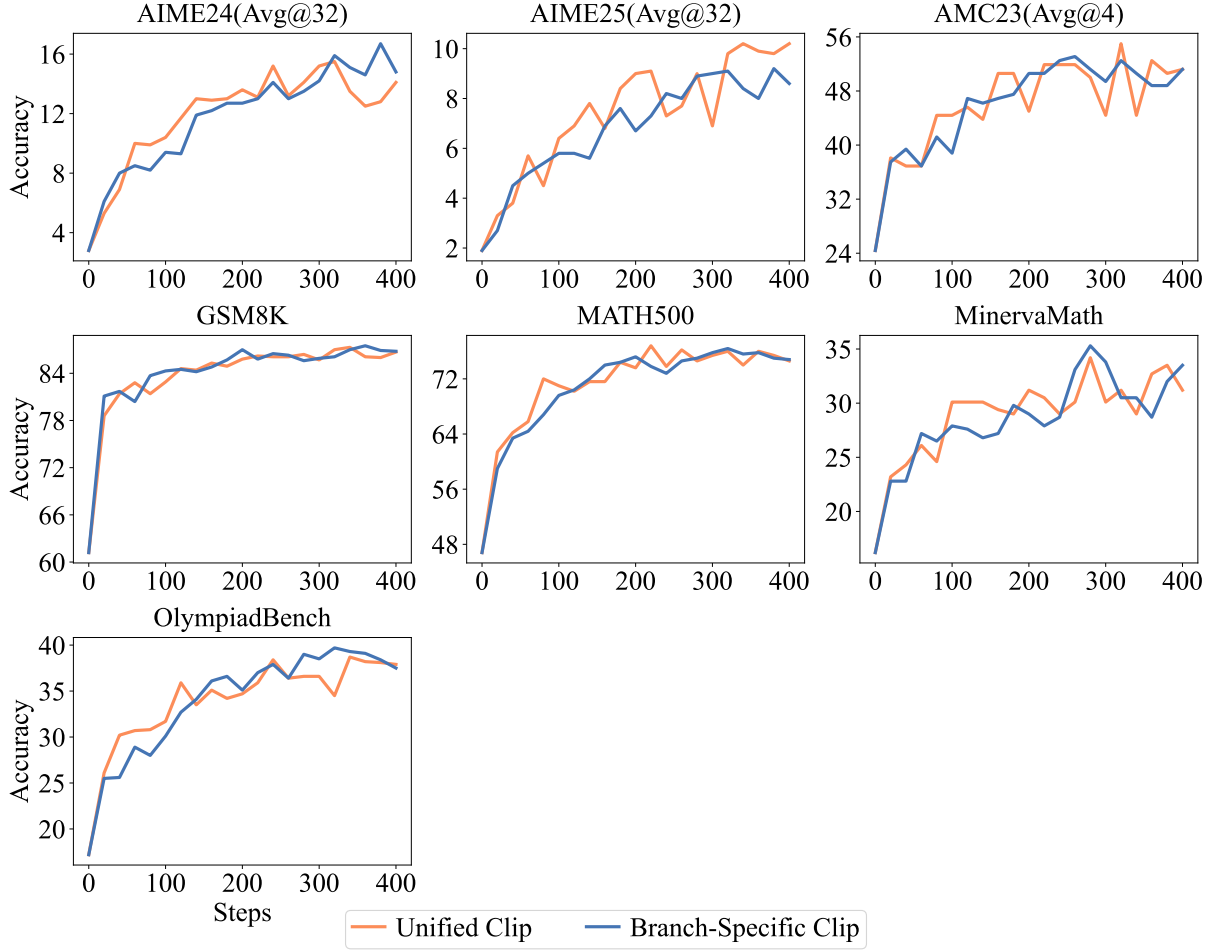 AIME24(Avg@32) AIME25(Avg@32) AMC23(Avg@4)
Accuracy
16
12
8
4
0 100 200 300 400
10
8
6
4
2
0 100 200 300 400
56
48
40
32
24
0 100 200 300 400
GSM8K MATH500 MinervaMath
Accuracy
84
78
72
66
60
0 100 200 300 400
72
64
56
48
0 100 200 300 400
35
30
25
20
0 100 200 300 400
OlympiadBench
Accuracy
40
35
30
25
20
0 100 200 300 400
Steps
Unified Clip Branch-Specific Clip